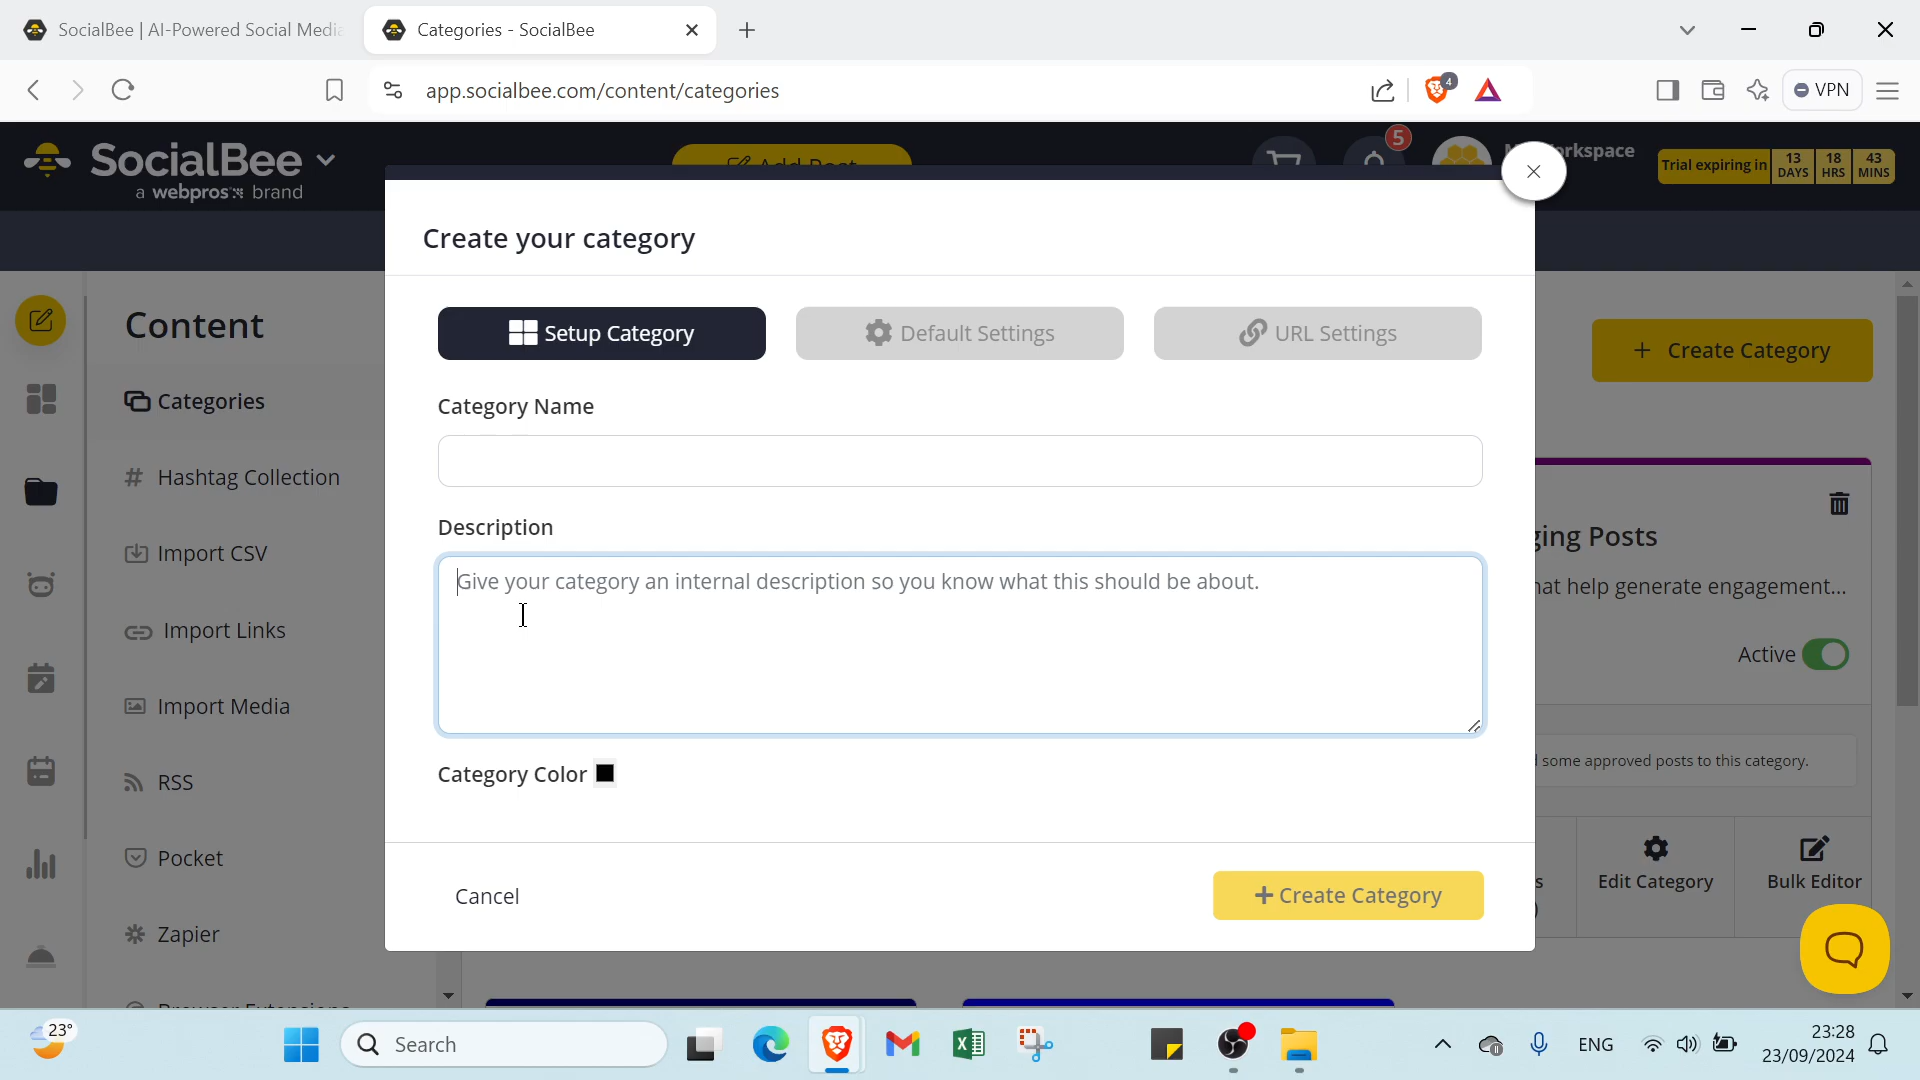 SocialBee | AI-Powered Social Media
Categories - SocialBee
app.socialbee.com/content/categories
4
VPN
SocialBee
a webpros brand
Add Post
5
Trial expiring in
13
DAYS
18
HRS
43
MINS
Create your category
Content
Setup Category
Default Settings
URL Settings
+ Create Category
Categories
Category Name
# Hashtag Collection
Description
ging Posts
Import CSV
Give your category an internal description so you know what this should be about.
hat help generate engagement...
Import Links
Active
Import Media
Category Color
some approved posts to this category.
RSS
Pocket
Edit Category
Bulk Editor
Cancel
+ Create Category
Zapier
23°
Search
ENG
23:28
23/09/2024